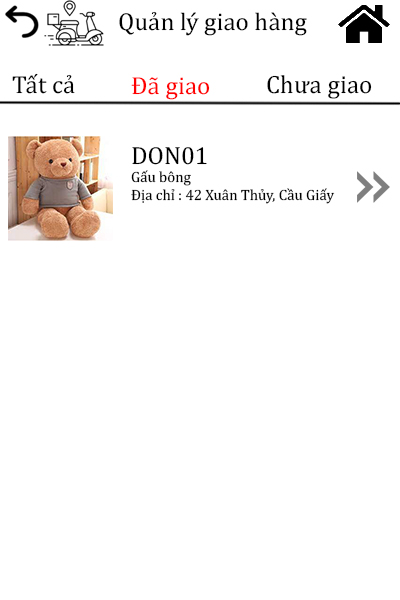 Quản lý giao hàng
Tất cả Đã giao Chưa giao
DON01
Gấu bông
Địa chỉ : 42 Xuân Thủy, Cầu Giấy